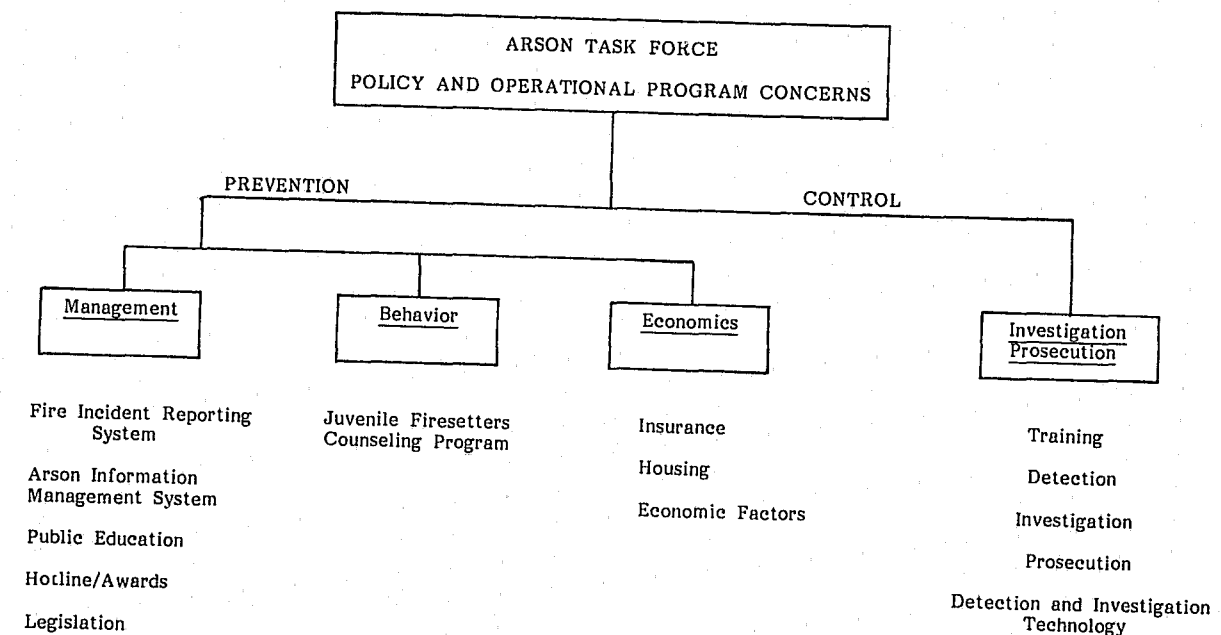 ARSON TASK FORCE
POLICY AND OPERATIONAL PROGRAM CONCERNS
PREVENTION
CONTROL
Management
Behavior
Economics
Investigation
Prosecution
Fire Incident Reporting
System
Arson Information
Management System
Public Education
Hotline/Awards
Legislation
Juvenile Firesetters
Counseling Program
Insurance
Housing
Economic Factors
Training
Detection
Investigation
Prosecution
Detection and Investigation
Technology